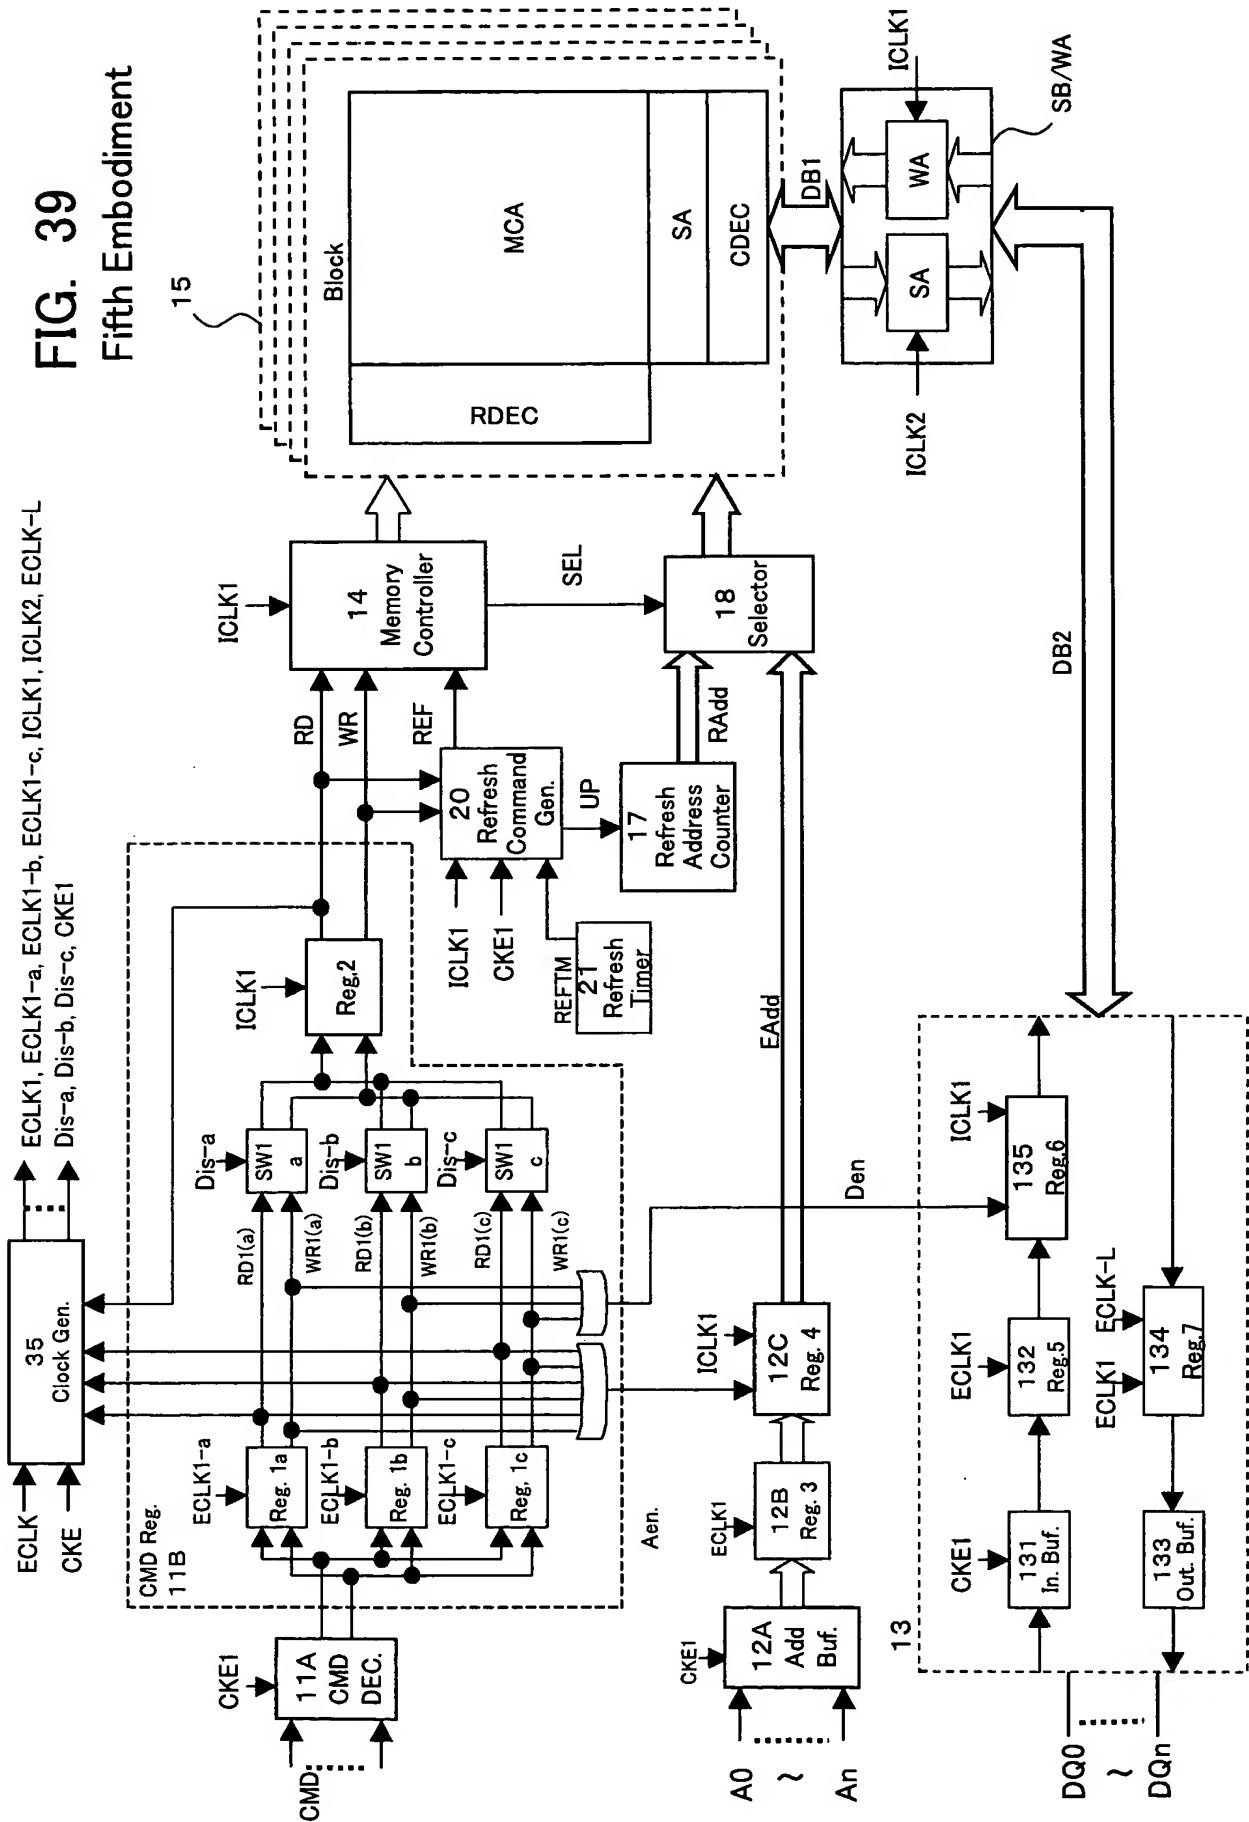 FIG. 39
Fifth Embodiment
ECLK
CKE
35
Clock Gen.
ECLK1, ECLK1-a, ECLK1-b, ECLK1-c, ICLK1, ICLK2, ECLK-L
Dis-a, Dis-b, Dis-c, CKE1
15
CMD Reg.
11B
CMD
CKE1
11A
CMD
DEC.
ECLK1-a
Reg. 1a
ECLK1-b
Reg. 1b
ECLK1-c
Reg, 1c
RD1(a)
WR1(a)
RD1(b)
WR1(b)
RD1(c)
WR1(c)
Dis-a
SW1
a
Dis-b
SW1
b
Dis-c
SW1
c
ICLK1
Reg,2
RD
WR
REF
ICLK1
14
Memory
Controller
ICLK1
CKE1
REFTM
21
Refresh
Timer
20
Refresh
Command
Gen.
UP
17
Refresh
Address
Counter
RAdd
SEL
18
Selector
Block
MCA
RDEC
SA
CDEC
DB1
ICLK2
SA
WA
ICLK1
SB/WA
DB2
Aen.
Den
A0
~
An
CKE1
12A
Add
Buf.
ECLK1
12B
Reg. 3
ICLK1
12C
Reg. 4
EAdd
13
DQ0
~
DQn
CKE1
131
In. Buf.
ECLK1
132
Reg.5
ICLK1
135
Reg.6
ECLK1
ECLK-L
134
Reg.7
133
Out. Buf.